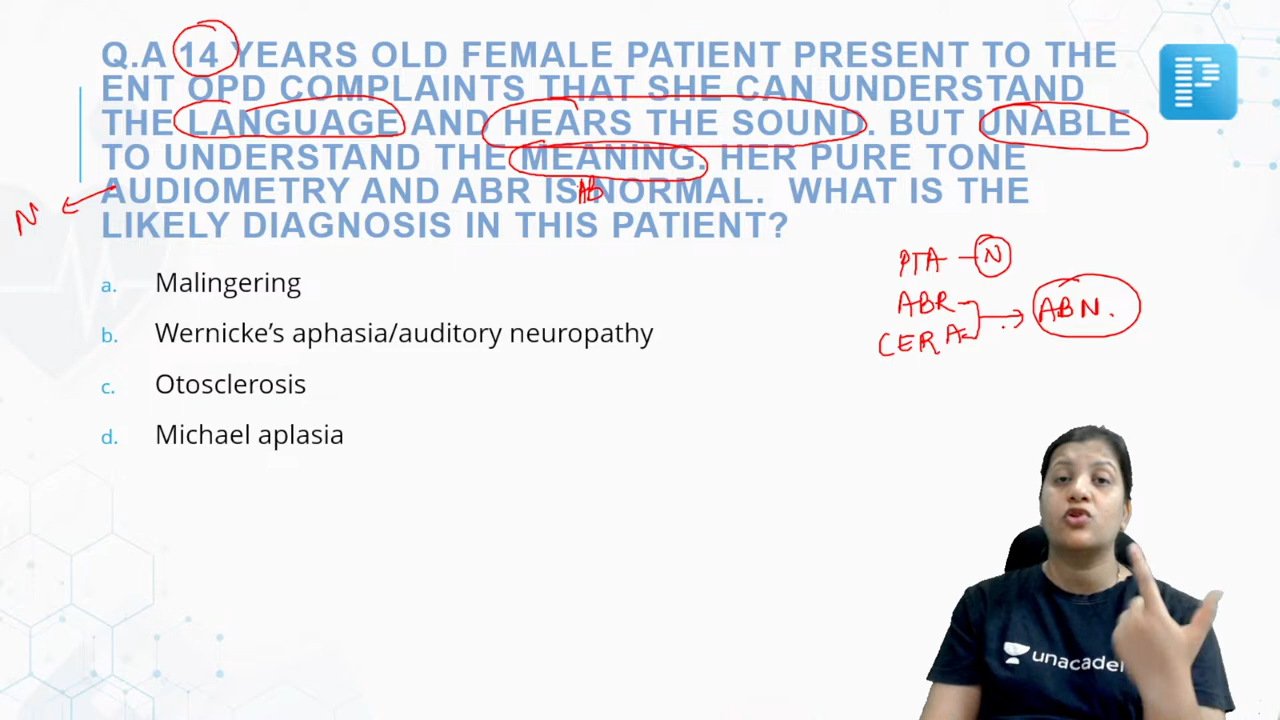 Q.A 14 YEARS OLD FEMALE PATIENT PRESENT TO THE
ENT OPD COMPLAINTS THAT SHE CAN UNDERSTAND
THE LANGUAGE AND HEARS THE SOUND. BUT UNABLE
TO UNDERSTAND THE MEANING. HER PURE TONE
AUDIOMETRY AND ABR IS NORMAL. WHAT IS THE
AB
N
LIKELY DIAGNOSIS IN THIS PATIENT?
PTA - N
ABR
CERA
ABN.
a. Malingering
b. Wernicke’s aphasia/auditory neuropathy
c. Otosclerosis
d. Michael aplasia
P
unacade